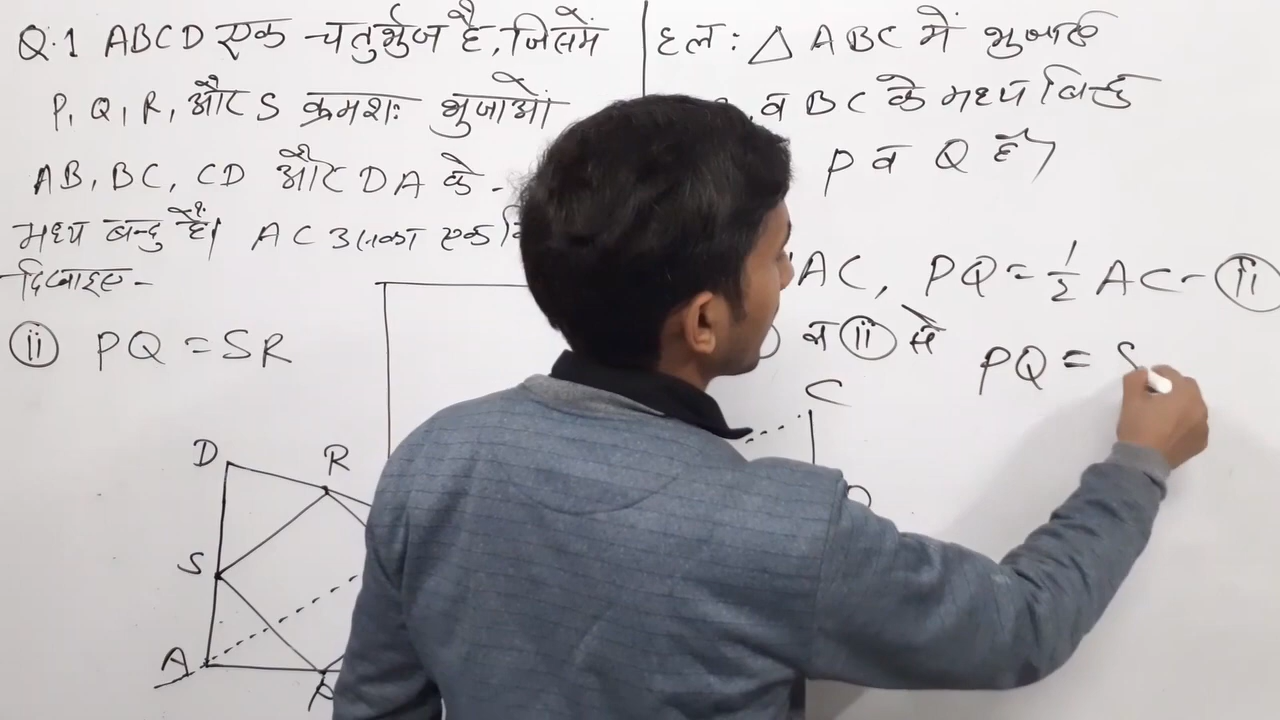 Q.1 ABCD एक चतुर्भुज है, जिसमें
P, Q, R, और S क्रमशः भुजाओं
AB, BC, CD और DA के -
मध्य बिन्दु है। AC उसका एक
दिखाइए -
(ii) PQ = SR
D R
S
A
हल : △ ABC में भुजा
व BC के मध्य बिन्दु
P व Q हैं
AC, PQ = 1/2 AC - (ii)
व (ii) से
PQ = S
C